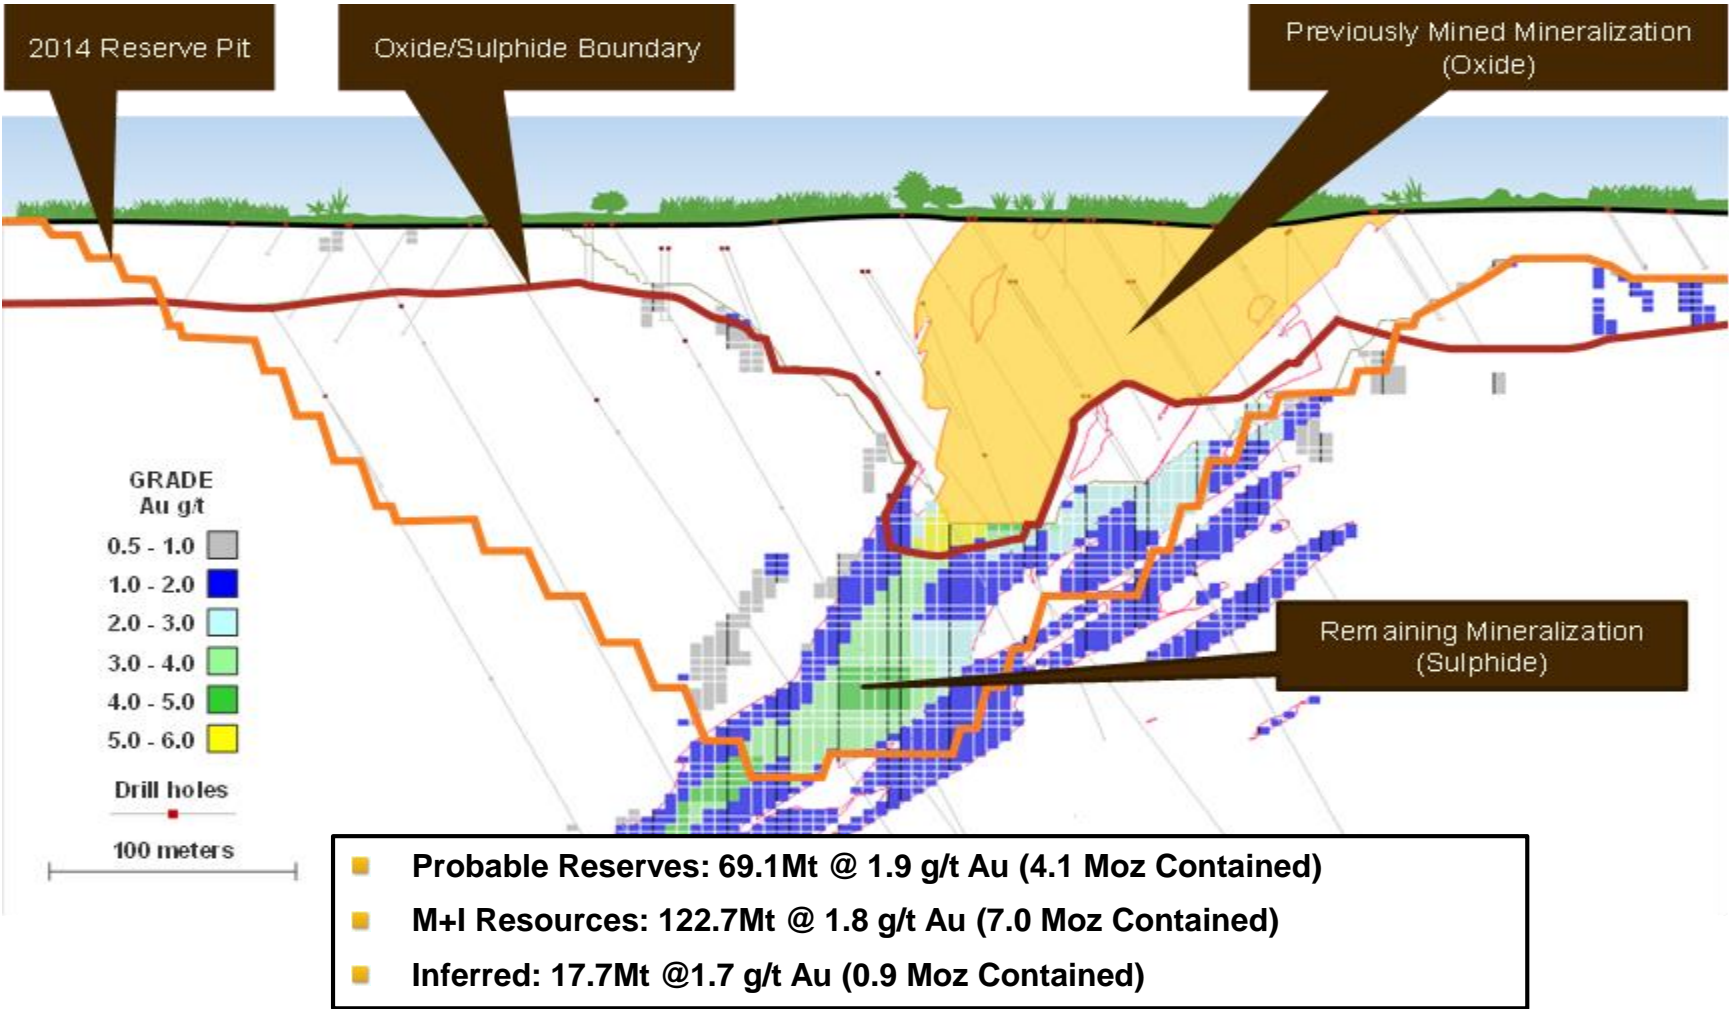 2014 Reserve Pit
Oxide/Sulphide Boundary
Previously Mined Mineralization
(Oxide)
GRADE
Au g/t
0.5 - 1.0
1.0 - 2.0
2.0 - 3.0
3.0 - 4.0
4.0 - 5.0
5.0 - 6.0
Drill holes
100 meters
Remaining Mineralization
(Sulphide)
Probable Reserves: 69.1Mt @ 1.9 g/t Au (4.1 Moz Contained)
M+I Resources: 122.7Mt @ 1.8 g/t Au (7.0 Moz Contained)
Inferred: 17.7Mt @1.7 g/t Au (0.9 Moz Contained)